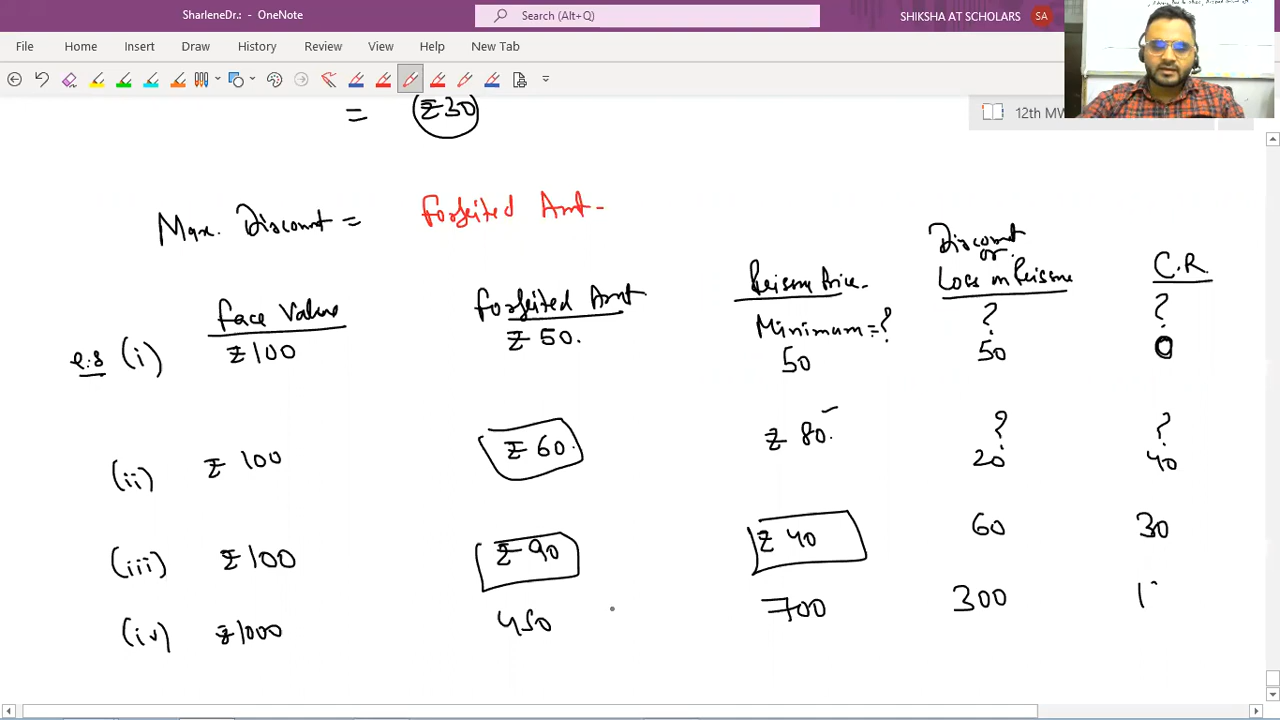 SharleneDr.: - OneNote
Search (Alt+Q)
SHIKSHA AT SCHOLARS SA
File Home Insert Draw History Review View Help New Tab
12th MW
= ₹30
Max. Discount = Forfeited Amt-
Face Value Forfeited Amt Reissue Price. Discount or Loss on Reissue C.R.
e.g (i) ₹100 ₹50. Minimum = ? ? ?
50 50 0
(ii) ₹100 ₹60. ₹80. ? ?
20 40
(iii) ₹100 ₹90 ₹40 60 30
(iv) ₹1000 450 700 300 1